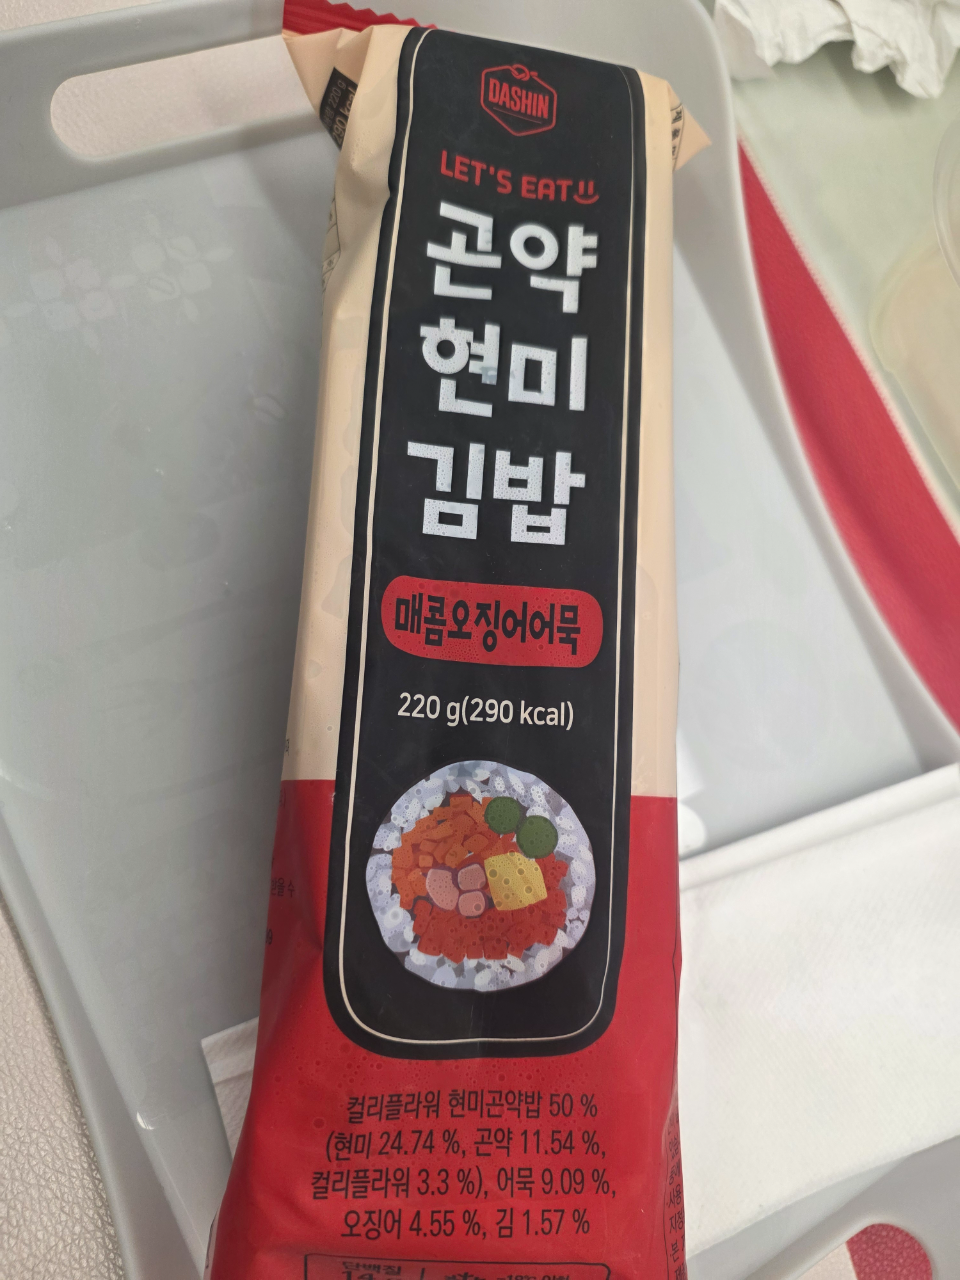 DASHIN
LET'S EAT
곤약
현미
김밥
매콤오징어어묵
220 g(290 kcal)
컬리플라워 현미곤약밥 50 %
(현미 24.74 %, 곤약 11.54 %,
컬리플라워 3.3 %), 어묵 9.09 %,
오징어 4.55 %, 김 1.57 %
단백질